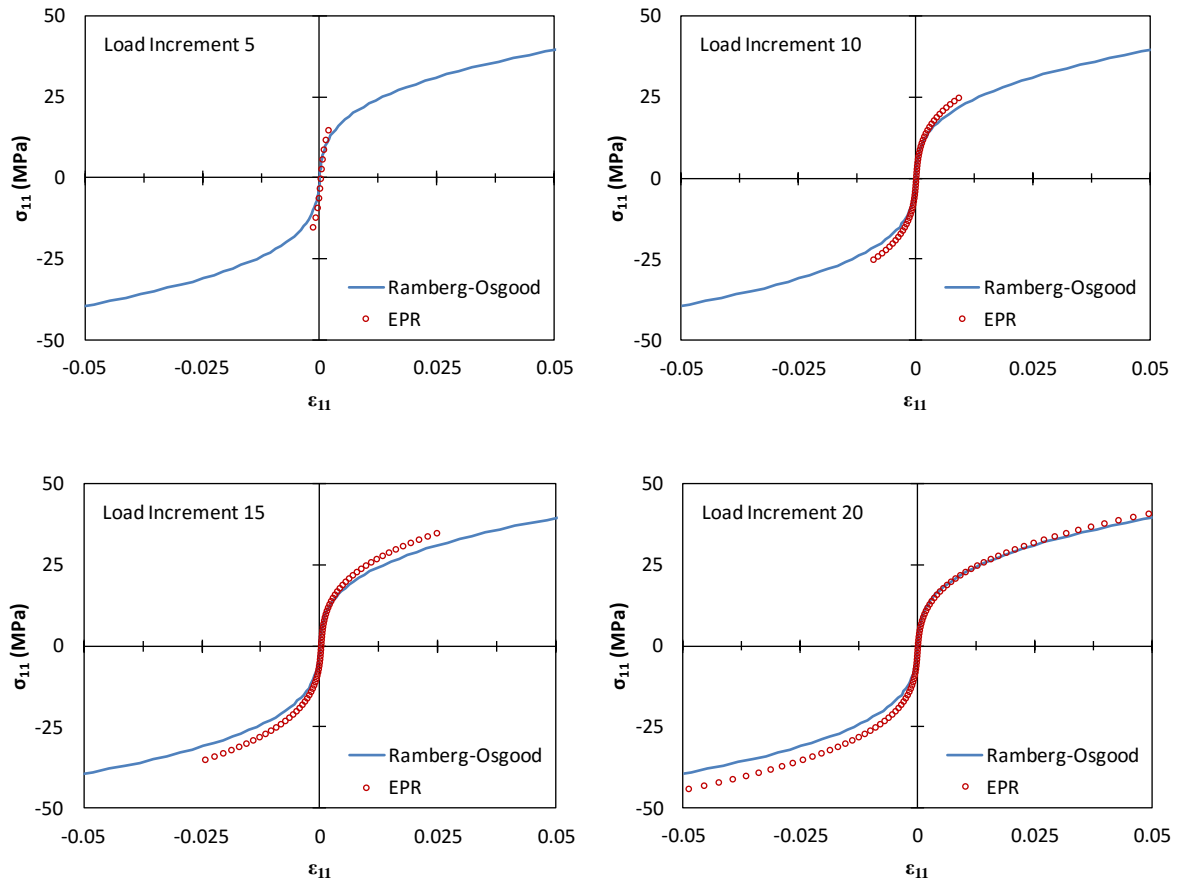 50
Load Increment 5
25
0
-25
-50
σ11 (MPa)
Ramberg-Osgood
EPR
-0.05
-0.025
0
0.025
0.05
ε11
50
Load Increment 10
25
0
-25
-50
σ11 (MPa)
Ramberg-Osgood
EPR
-0.05
-0.025
0
0.025
0.05
ε11
50
Load Increment 15
25
0
-25
-50
σ11 (MPa)
Ramberg-Osgood
EPR
-0.05
-0.025
0
0.025
0.05
ε11
50
Load Increment 20
25
0
-25
-50
σ11 (MPa)
Ramberg-Osgood
EPR
-0.05
-0.025
0
0.025
0.05
ε11